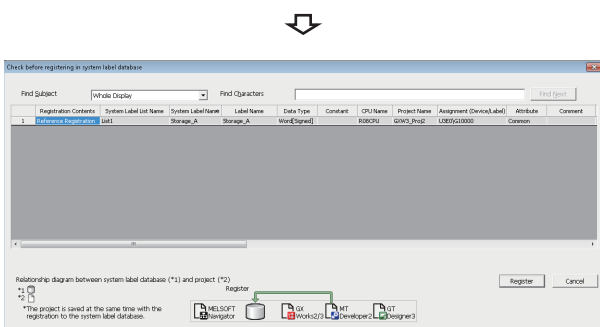 Check before registering in system label database
Find Subject Whole Display Find Characters Find Next
Registration Contents System Label List Name System Label Name Label Name Data Type Constant CPU Name Project Name Assignment (Device/Label) Attribute Comment
1 Reference Registration List1 Storage_A Storage_A Word[Signed] R08CPU GXW3_Proj2 U3E0\G10000 Common
Relationship diagram between system label database (*1) and project (*2)
*1
*2
*The project is saved at the same time with the
registration to the system label database.
Register
MELSOFT
Navigator
GX
Works2/3
MT
Developer2
GT
Designer3
Register Cancel